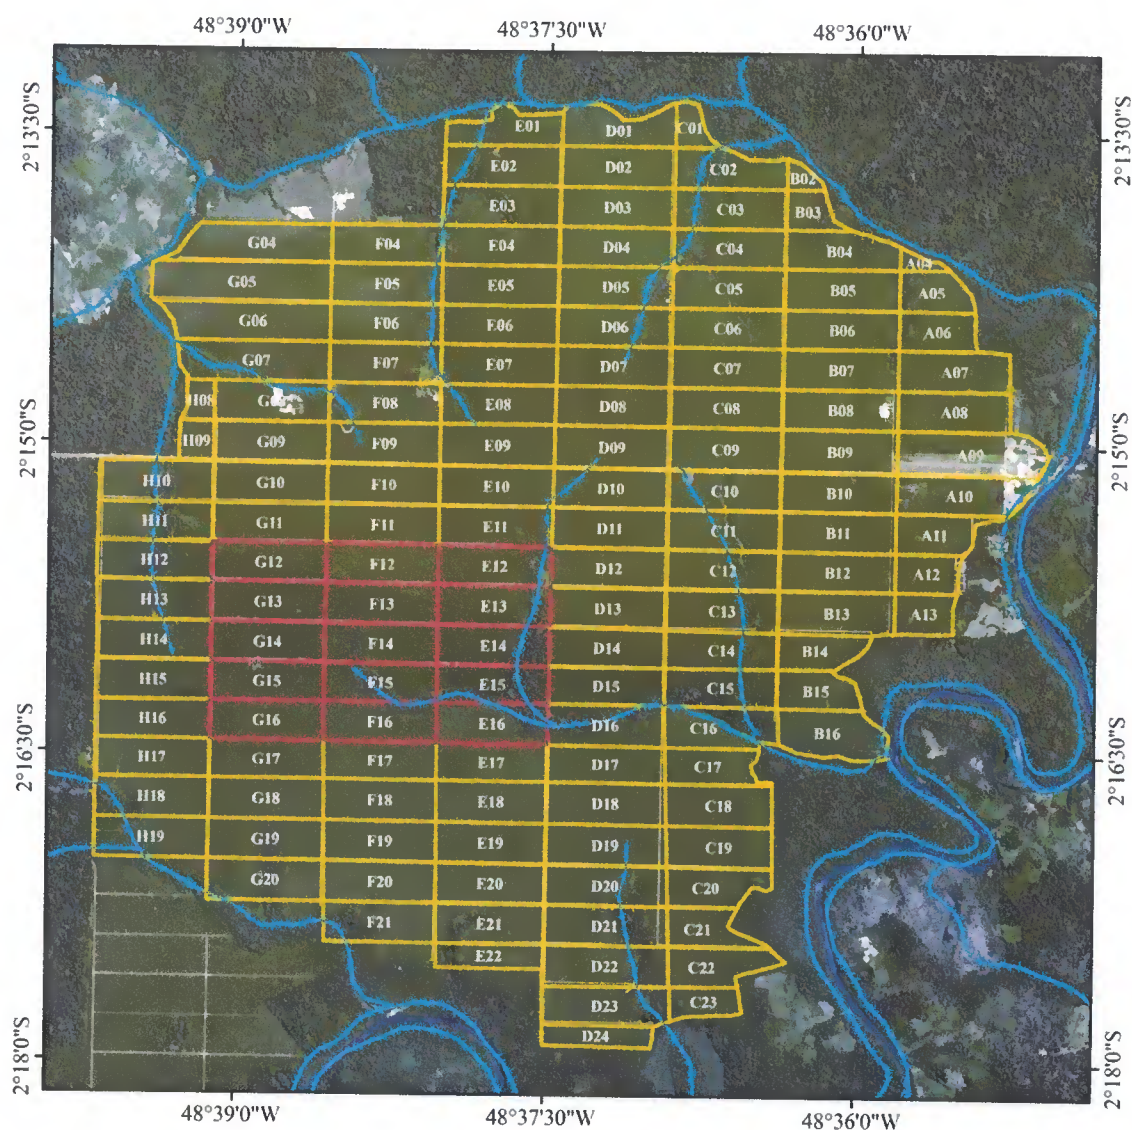 48°39'0"W 48°37'30"W 48°36'0"W
2°13'30"S 2°13'30"S
E01 D01 C01
E02 D02 C02 B02
E03 D03 C03 B03
G04 F04 E04 D04 C04 B04 A04
G05 F05 E05 D05 C05 B05 A05
G06 F06 E06 D06 C06 B06 A06
G07 F07 E07 D07 C07 B07 A07
H08 F08 E08 D08 C08 B08 A08
2°15'0"S 2°15'0"S
H09 G09 F09 E09 D09 C09 B09 A09
H10 G10 F10 E10 D10 C10 B10 A10
H11 G11 F11 E11 D11 C11 B11 A11
H12 G12 F12 E12 D12 C12 B12 A12
H13 G13 F13 E13 D13 C13 B13 A13
H14 G14 F14 E14 D14 C14 B14
H15 G15 F15 E15 D15 C15 B15
H16 G16 F16 E16 D16 C16 B16
2°16'30"S 2°16'30"S
H17 G17 F17 E17 D17 C17
H18 G18 F18 E18 D18 C18
H19 G19 F19 E19 D19 C19
G20 F20 E20 D20 C20
F21 E21 D21 C21
E22 D22 C22
D23 C23
D24
2°18'0"S 2°18'0"S
48°39'0"W 48°37'30"W 48°36'0"W